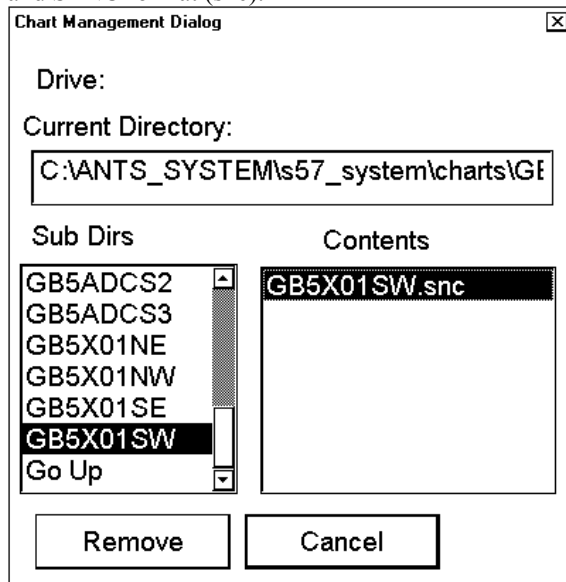 Chart Management Dialog
Drive:
Current Directory:
C:\ANTS_SYSTEM\s57_system\charts\GE
Sub Dirs
Contents
GB5ADCS2
GB5ADCS3
GB5X01NE
GB5X01NW
GB5X01SE
GB5X01SW
Go Up
GB5X01SW.snc
Remove
Cancel